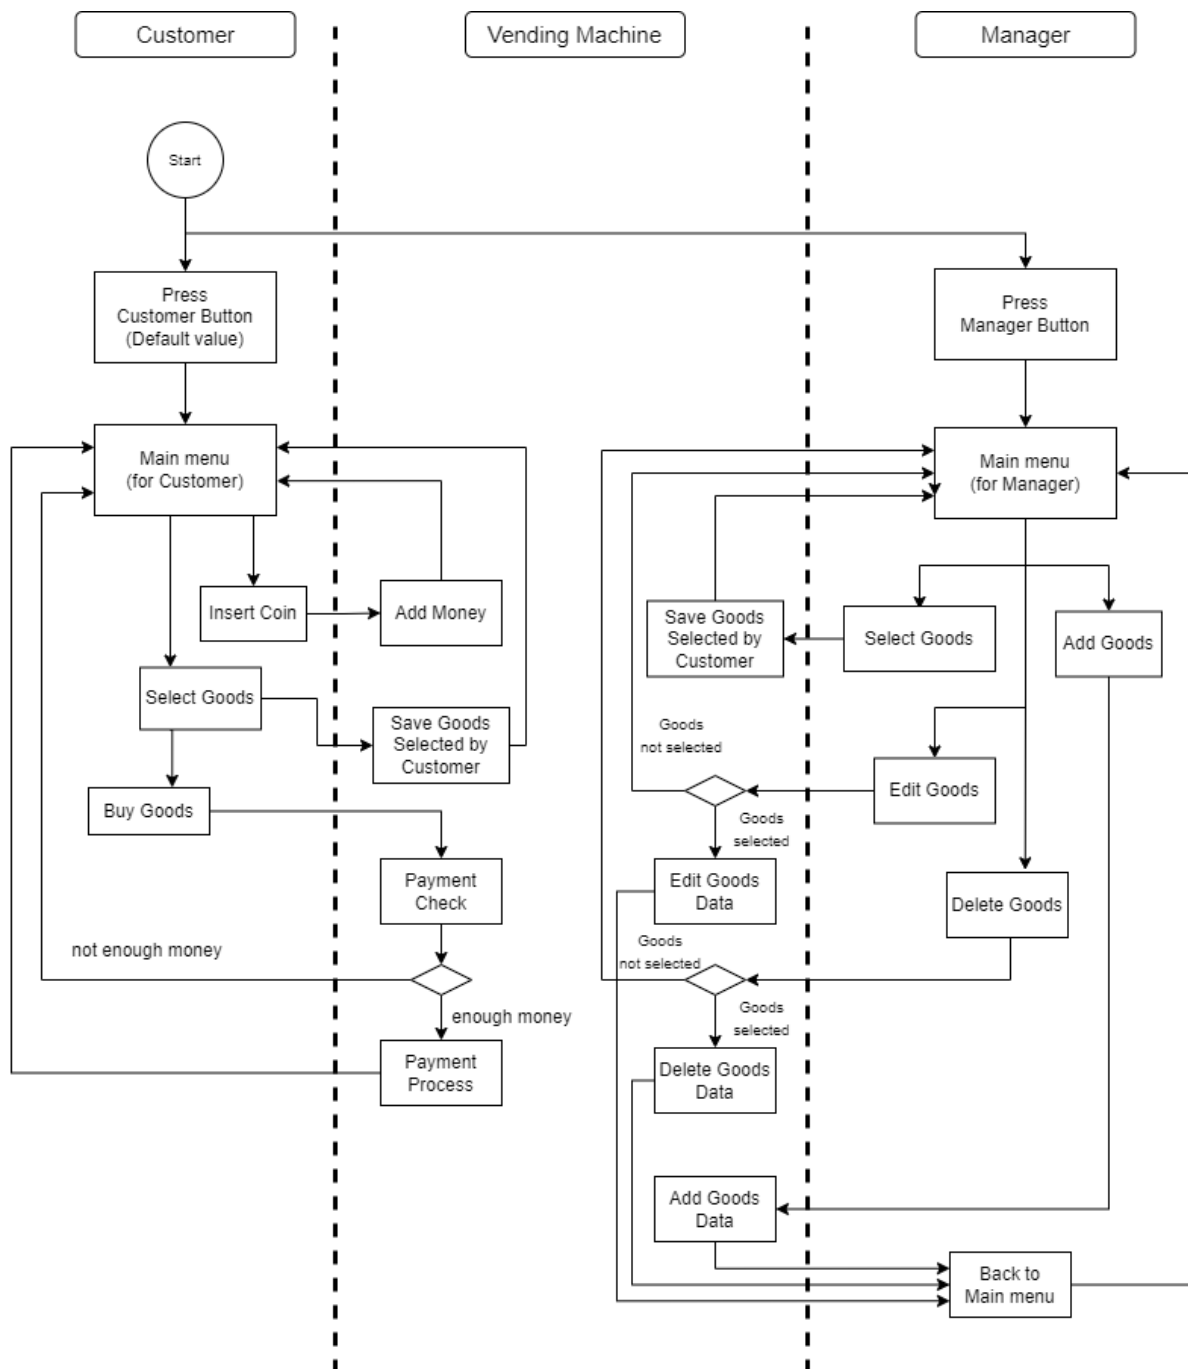 Customer
Vending Machine
Manager
Start
Press
Customer Button
(Default value)
Press
Manager Button
Main menu
(for Customer)
Main menu
(for Manager)
Insert Coin
Add Money
Save Goods
Selected by
Customer
Select Goods
Add Goods
Select Goods
Save Goods
Selected by
Customer
Goods
not selected
Edit Goods
Buy Goods
Goods
selected
Payment
Check
Edit Goods
Data
Delete Goods
not enough money
Goods
not selected
enough money
Goods
selected
Payment
Process
Delete Goods
Data
Add Goods
Data
Back to
Main menu